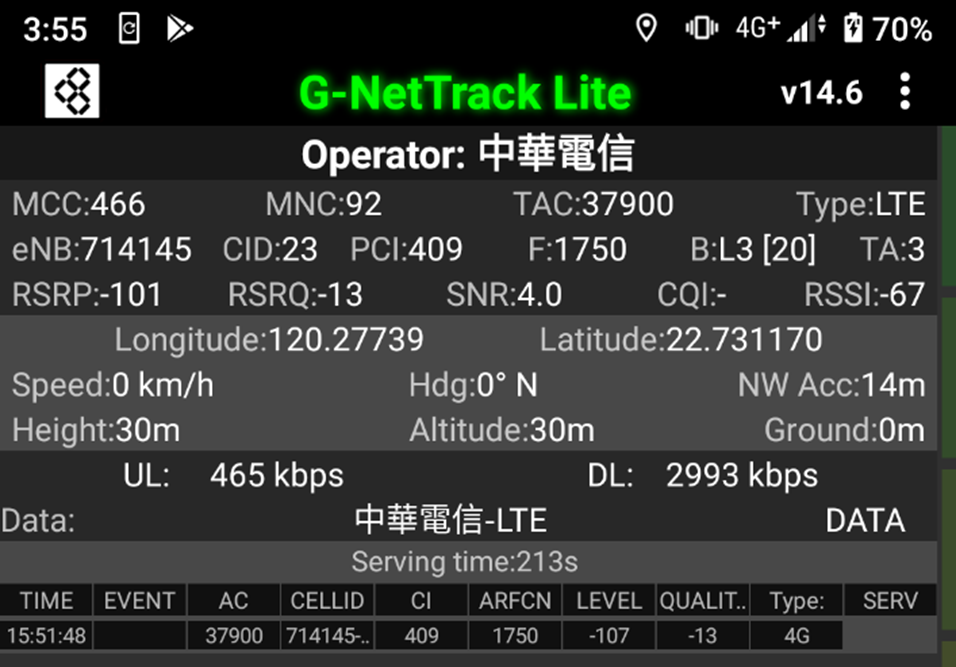 3:55 4G+ 70%
G-NetTrack Lite v14.6
Operator: 中華電信
MCC:466 MNC:92 TAC:37900 Type:LTE
eNB:714145 CID:23 PCI:409 F:1750 B:L3 [20] TA:3
RSRP:-101 RSRQ:-13 SNR:4.0 CQI:- RSSI:-67
Longitude:120.27739 Latitude:22.731170
Speed:0 km/h Hdg:0° N NW Acc:14m
Height:30m Altitude:30m Ground:0m
UL: 465 kbps DL: 2993 kbps
Data: 中華電信-LTE DATA
Serving time:213s
TIME EVENT AC CELLID CI ARFCN LEVEL QUALIT.. Type: SERV
15:51:48 37900 714145-.. 409 1750 -107 -13 4G